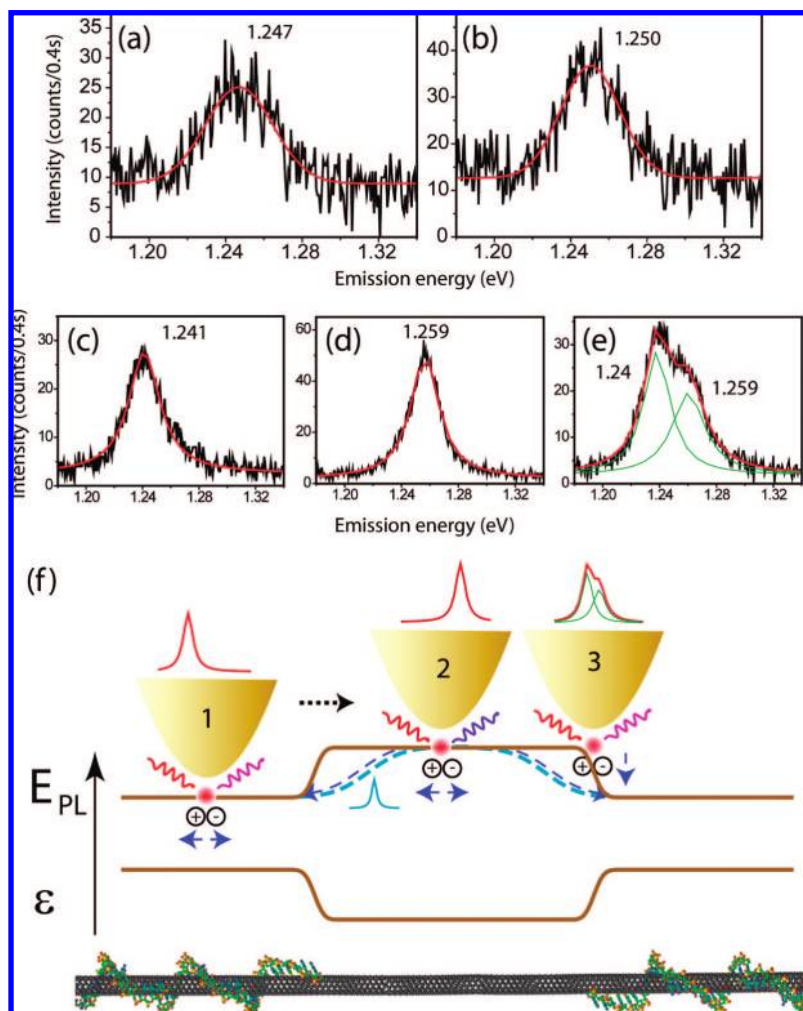 (a)
1.247
(b)
1.250
Intensity (counts/0.4s)
35
30
25
20
15
10
5
0
40
30
20
10
0
1.20 1.24 1.28 1.32
1.20 1.24 1.28 1.32
Emission energy (eV)
(c)
1.241
(d)
1.259
(e)
1.24
1.259
Intensity (counts/0.4s)
30
20
10
0
60
40
20
0
30
20
10
0
1.20 1.24 1.28 1.32
1.20 1.24 1.28 1.32
1.20 1.24 1.28 1.32
Emission energy (eV)
(f)
1
2
3
E PL
+ -
+ -
+ -
ε